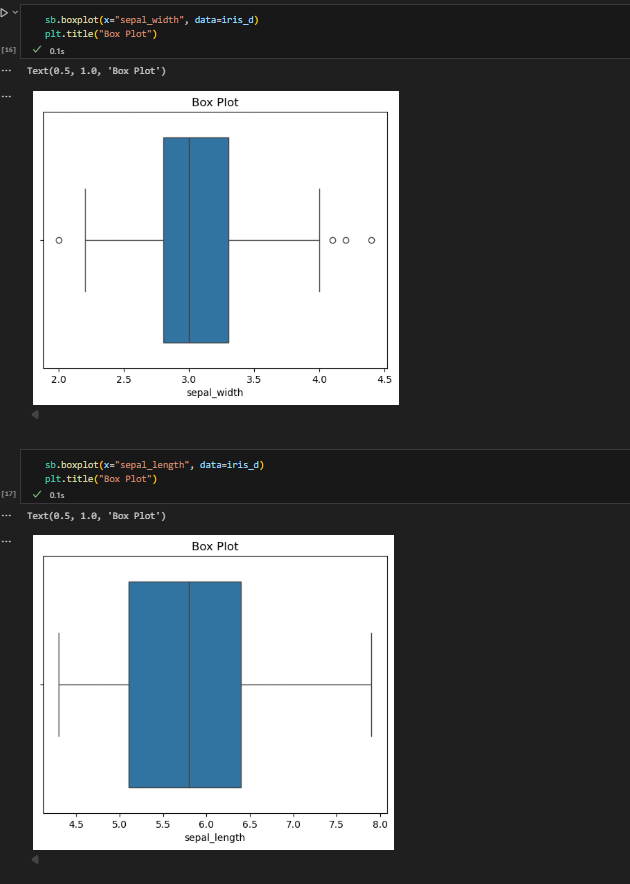 sb.boxplot(x="sepal_width", data=iris_d)
plt.title("Box Plot")
[16]
0.1s
... Text(0.5, 1.0, 'Box Plot')
...
Box Plot
2.0 2.5 3.0 3.5 4.0 4.5
sepal_width
sb.boxplot(x="sepal_length", data=iris_d)
plt.title("Box Plot")
[17]
0.1s
... Text(0.5, 1.0, 'Box Plot')
...
Box Plot
4.5 5.0 5.5 6.0 6.5 7.0 7.5 8.0
sepal_length